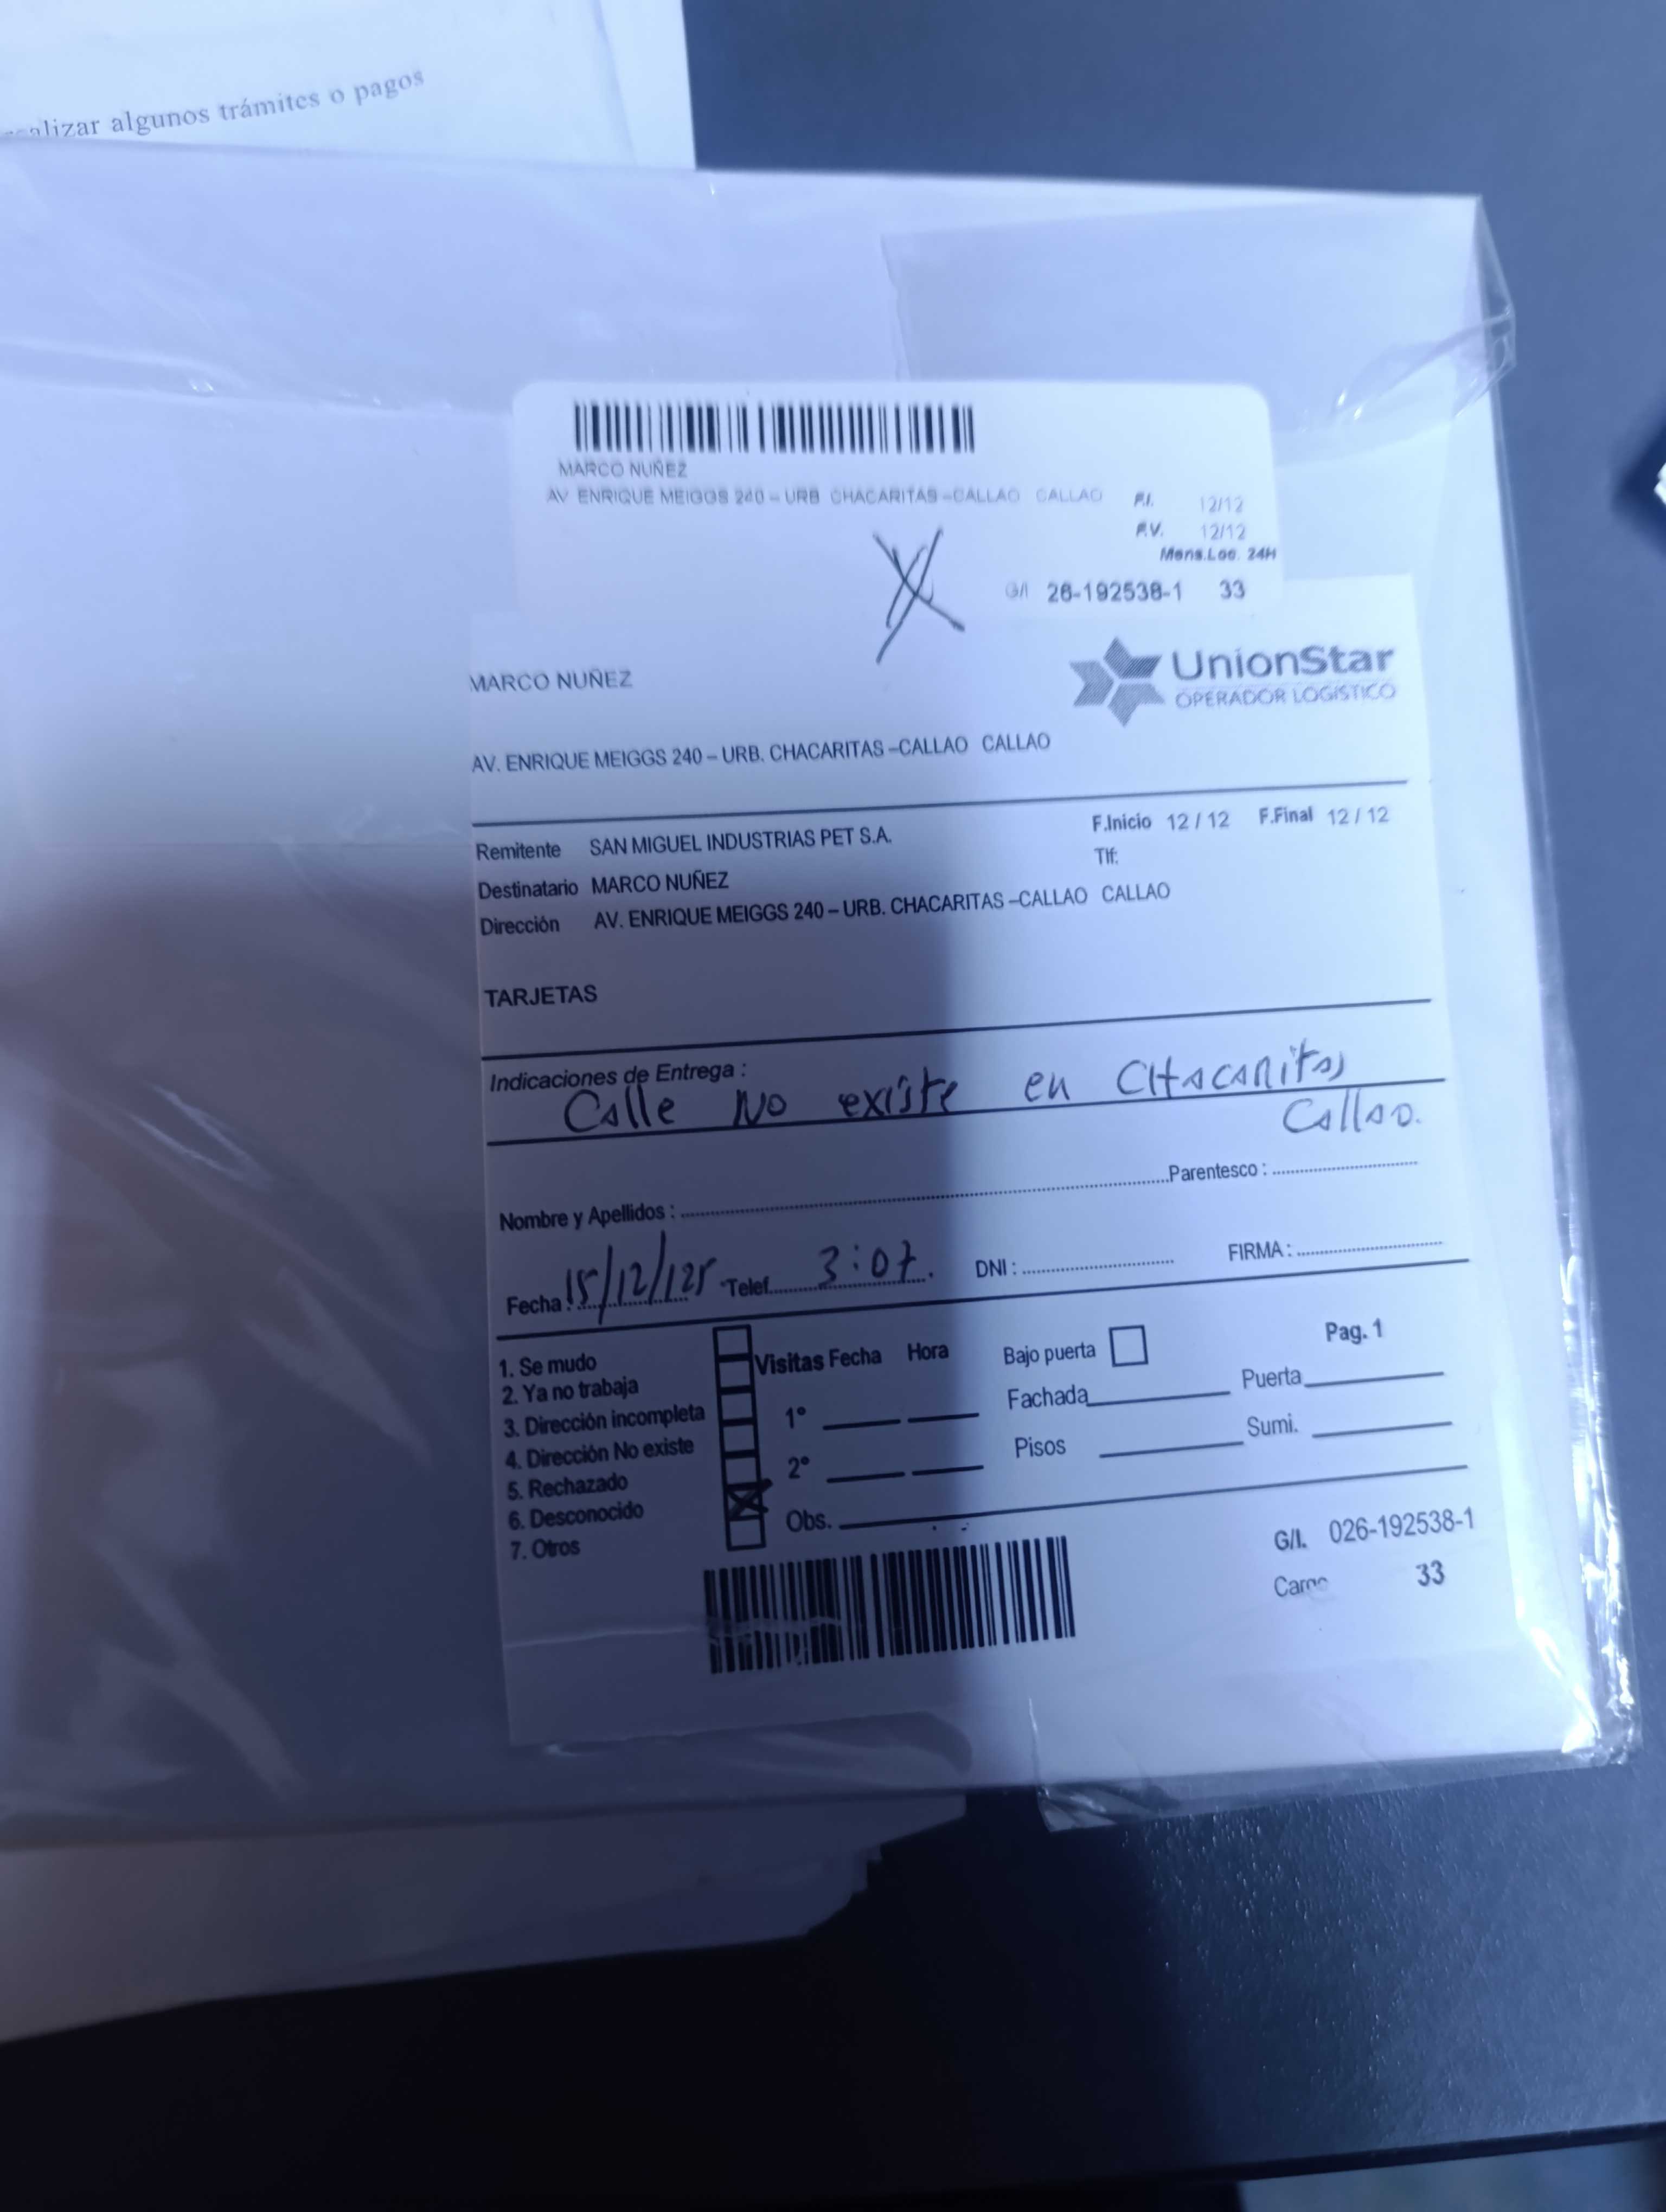 realizar algunos trámites o pagos
MARCO NUÑEZ
AV ENRIQUE MEIGGS 240 – URB CHACARITAS –CALLAO CALLAO
F.I. 12/12
F.V. 12/12
Mens.Loc. 24H
G/I 26-192538-1 33
UnionStar
OPERADOR LOGÍSTICO
MARCO NUÑEZ
AV. ENRIQUE MEIGGS 240 – URB. CHACARITAS –CALLAO CALLAO
Remitente SAN MIGUEL INDUSTRIAS PET S.A. F.Inicio 12 / 12 F.Final 12 / 12
Destinatario MARCO NUÑEZ Tlf:
Dirección AV. ENRIQUE MEIGGS 240 – URB. CHACARITAS –CALLAO CALLAO
TARJETAS
Indicaciones de Entrega :
Calle No existe en CHACARITAS
Callao.
Nombre y Apellidos : Parentesco :
Fecha : 15/12/125 Telef. 3:07. DNI : FIRMA :
1. Se mudo
2. Ya no trabaja
3. Dirección incompleta
4. Dirección No existe
5. Rechazado
6. Desconocido
7. Otros
Visitas Fecha Hora
1°
2°
Obs.
Bajo puerta Pag. 1
Fachada Puerta
Pisos Sumi.
G/I. 026-192538-1
Cargo 33